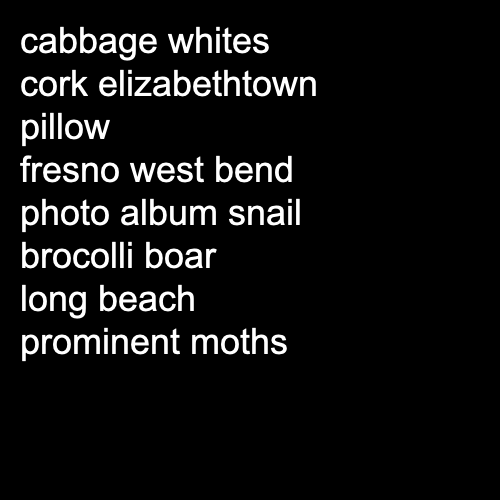 cabbage whites
cork elizabethtown
pillow
fresno west bend
photo album snail
brocolli boar
long beach
prominent moths